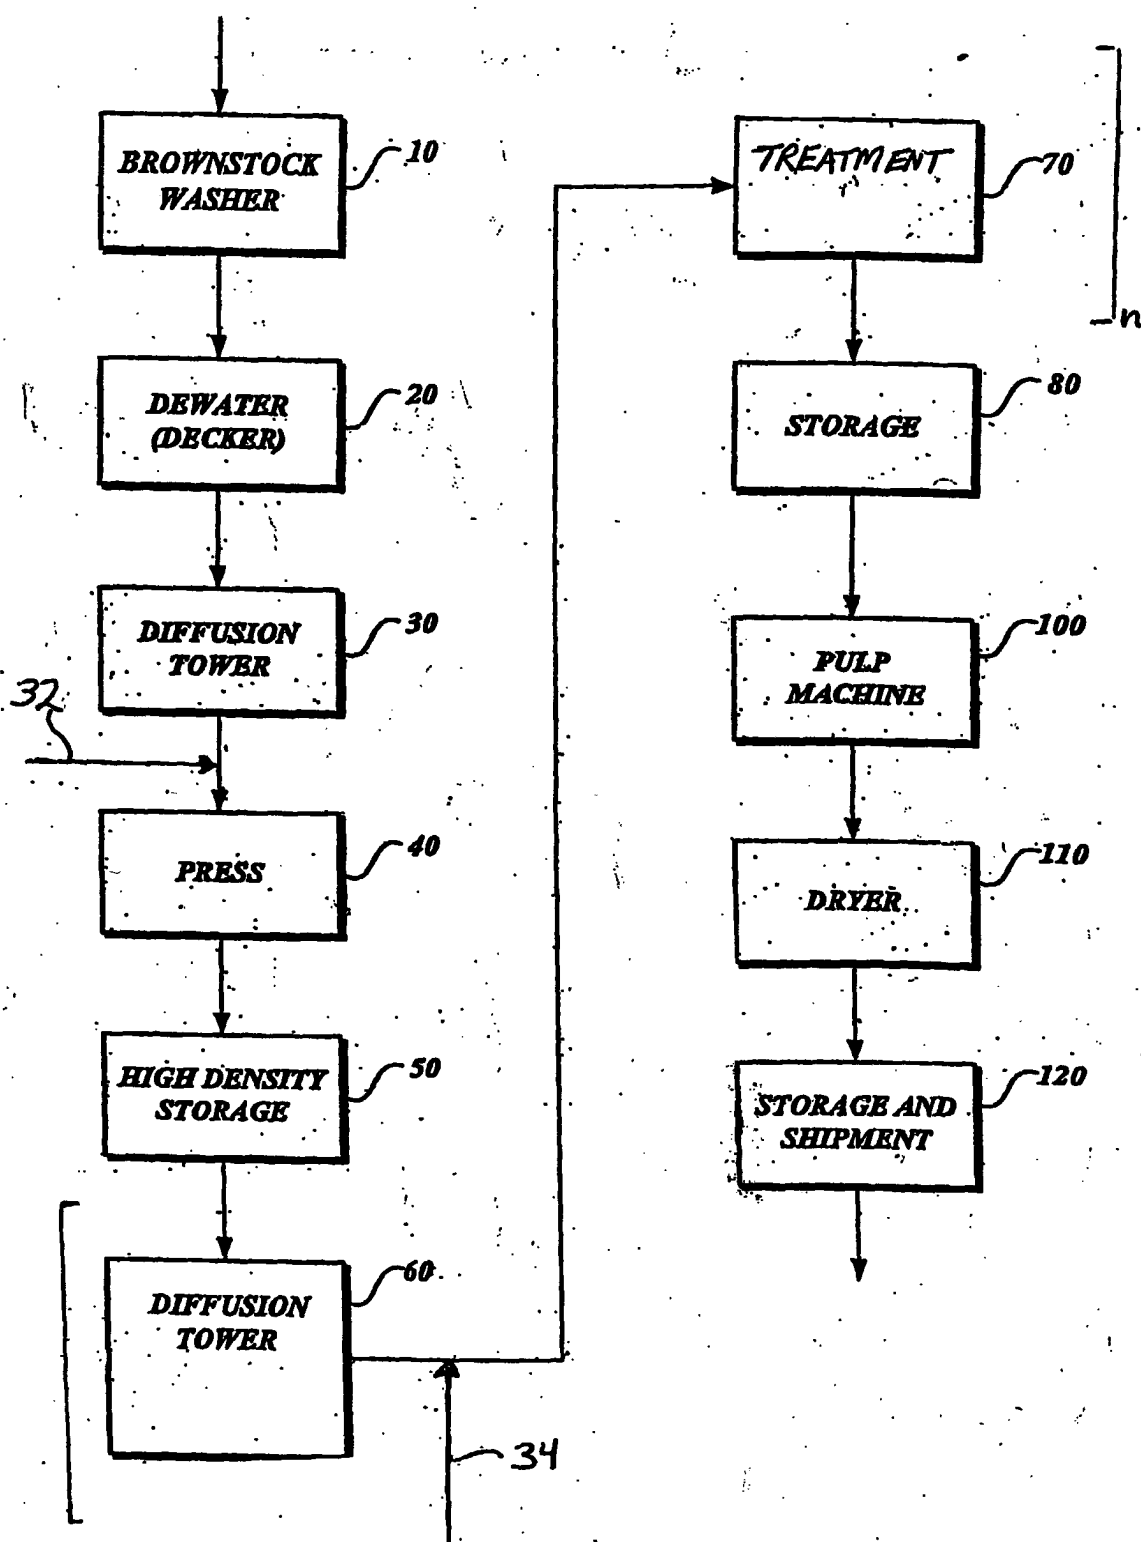 BROWNSTOCK
WASHER
10
DEWATER
(DECKER)
20
DIFFUSION
TOWER
30
32
PRESS
40
HIGH DENSITY
STORAGE
50
DIFFUSION
TOWER
60
34
TREATMENT
70
n
STORAGE
80
PULP
MACHINE
100
DRYER
110
STORAGE AND
SHIPMENT
120